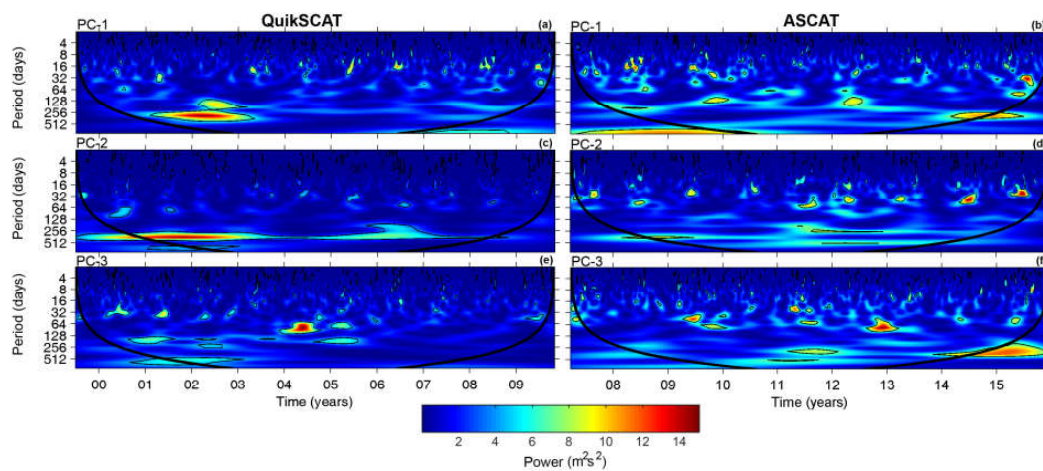 QuikSCAT
ASCAT
PC-1
(a)
Period (days)
4
8
16
32
64
128
256
512
PC-1
(b)
PC-2
(c)
Period (days)
4
8
16
32
64
128
256
512
PC-2
(d)
PC-3
(e)
Period (days)
4
8
16
32
64
128
256
512
PC-3
(f)
00 01 02 03 04 05 06 07 08 09
08 09 10 11 12 13 14 15
Time (years)
Time (years)
2 4 6 8 10 12 14
Power (m²s²)